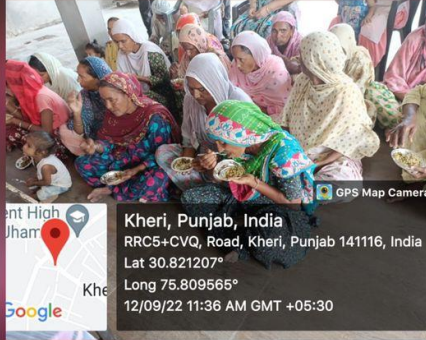 GPS Map Camera
ent High
Jham
Khe
Google
Kheri, Punjab, India
RRC5+CVQ, Road, Kheri, Punjab 141116, India
Lat 30.821207°
Long 75.809565°
12/09/22 11:36 AM GMT +05:30